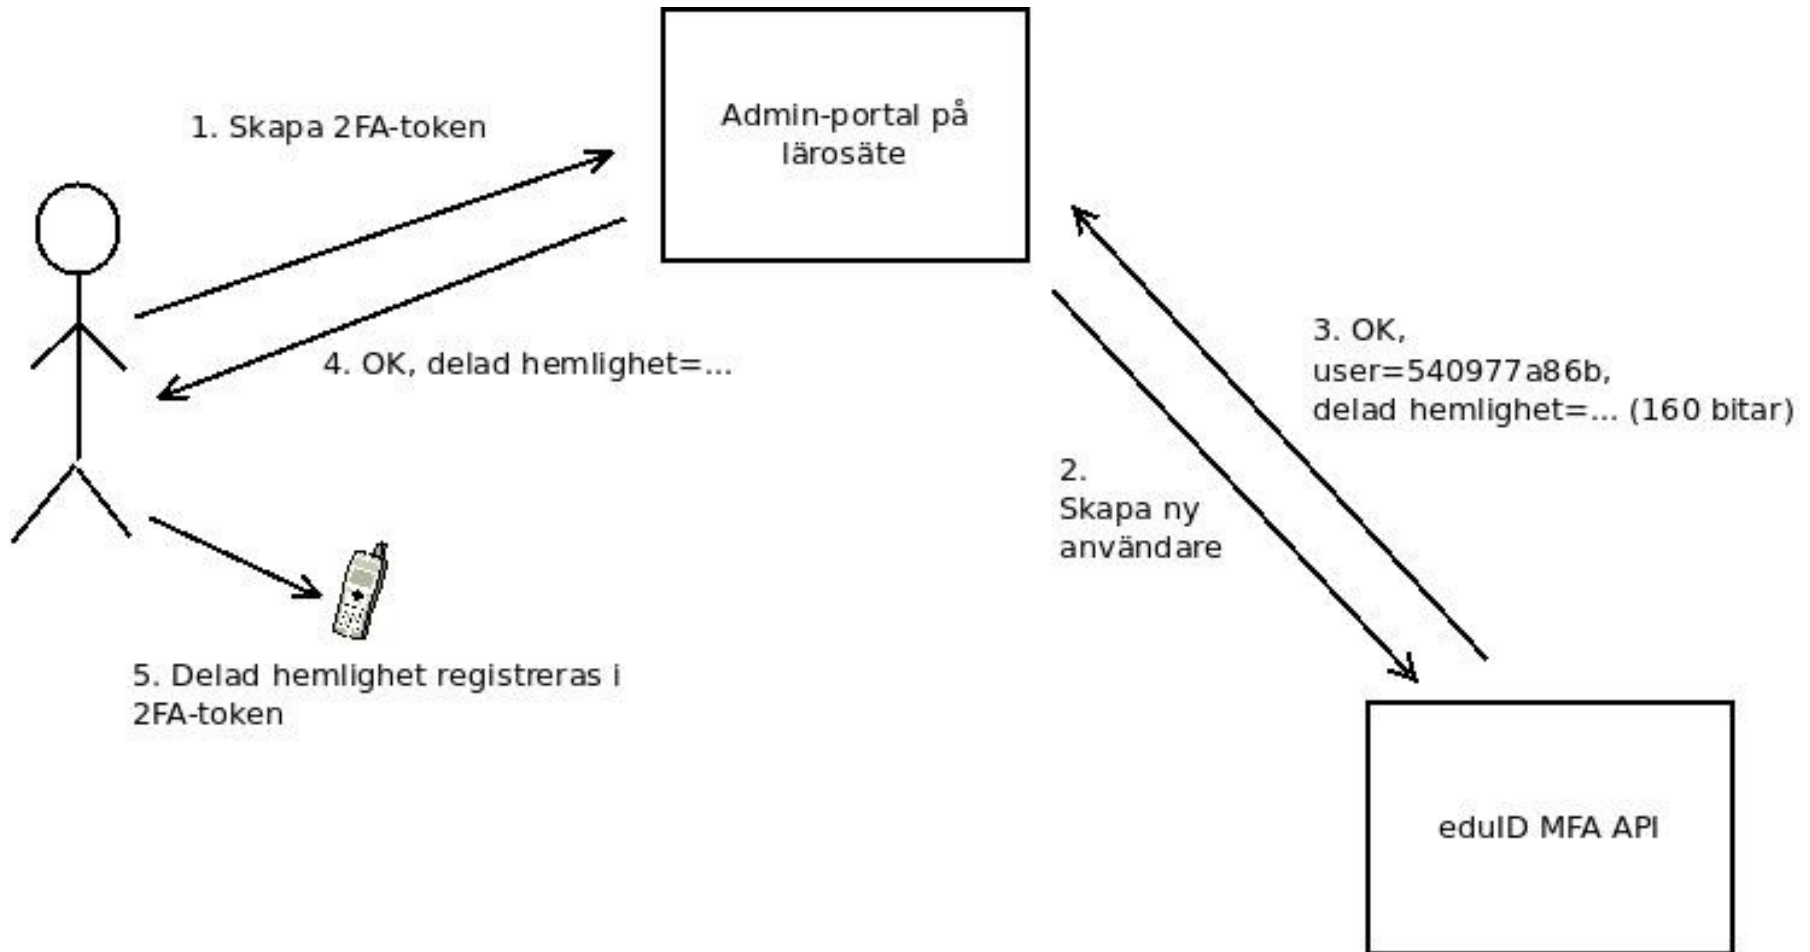 1. Skapa 2FA-token
Admin-portal på
lärosäte
4. OK, delad hemlighet=...
3. OK,
user=540977a86b,
delad hemlighet=... (160 bitar)
2.
Skapa ny
användare
5. Delad hemlighet registreras i
2FA-token
eduID MFA API